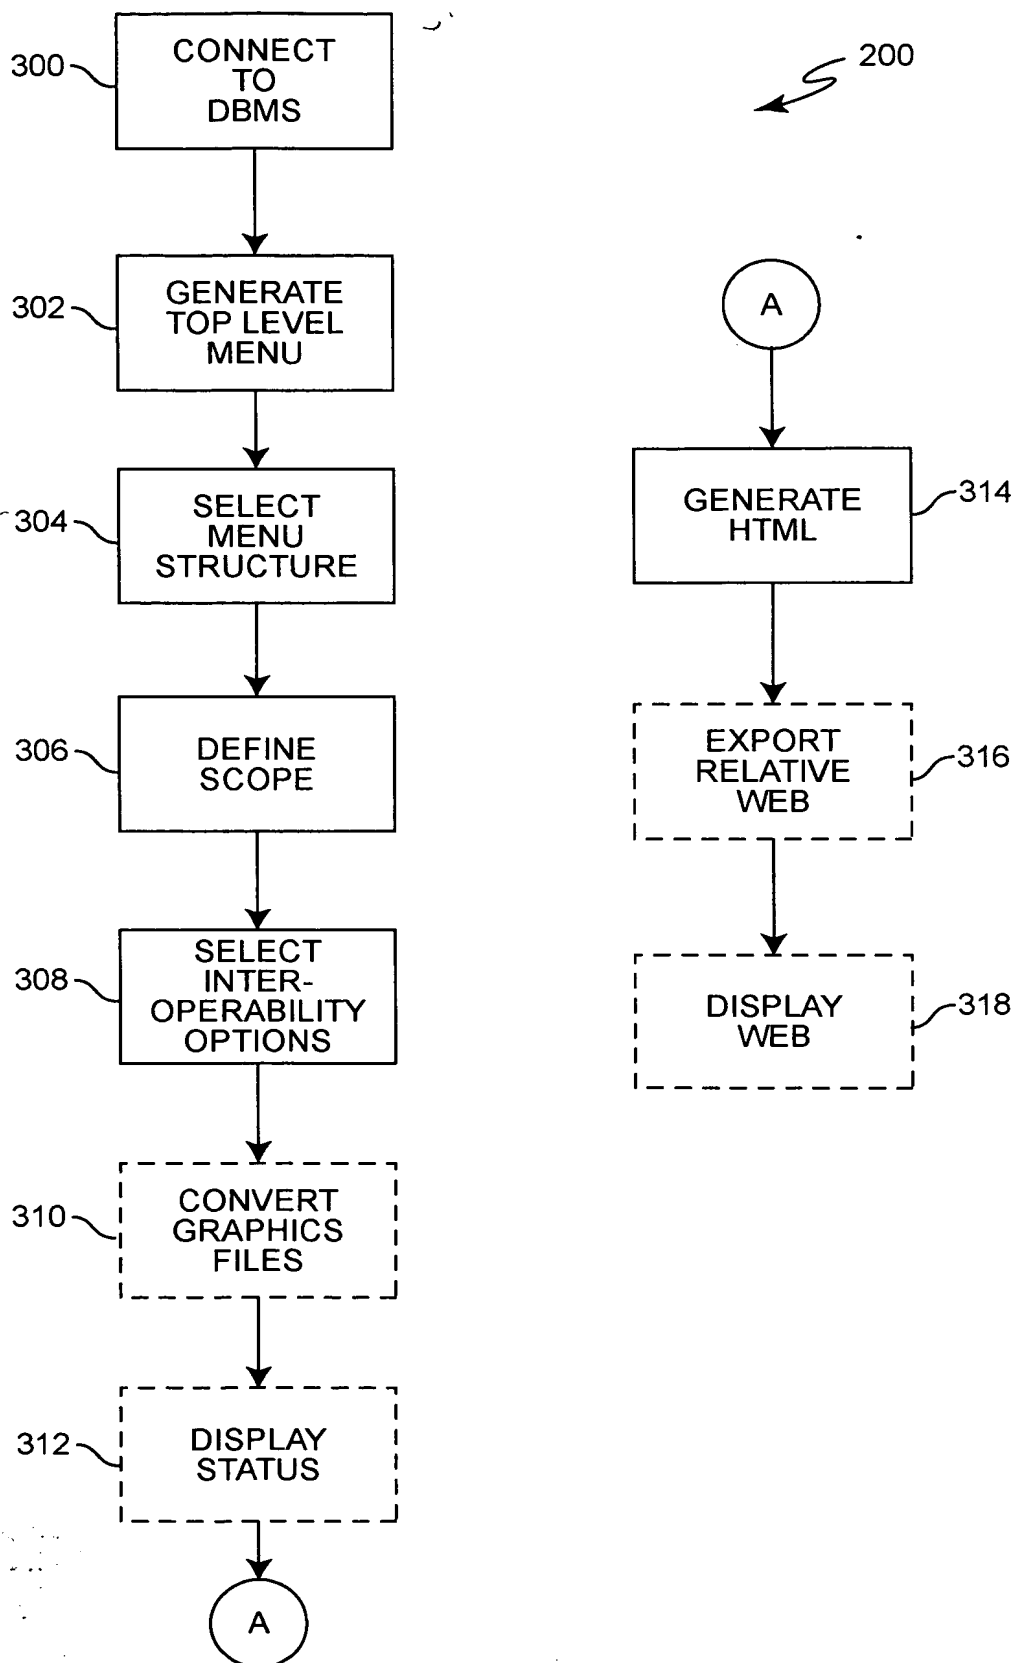 300
CONNECT
TO
DBMS
200
302
GENERATE
TOP LEVEL
MENU
304
SELECT
MENU
STRUCTURE
306
DEFINE
SCOPE
308
SELECT
INTER-
OPERABILITY
OPTIONS
310
CONVERT
GRAPHICS
FILES
312
DISPLAY
STATUS
A
A
GENERATE
HTML
314
EXPORT
RELATIVE
WEB
316
DISPLAY
WEB
318